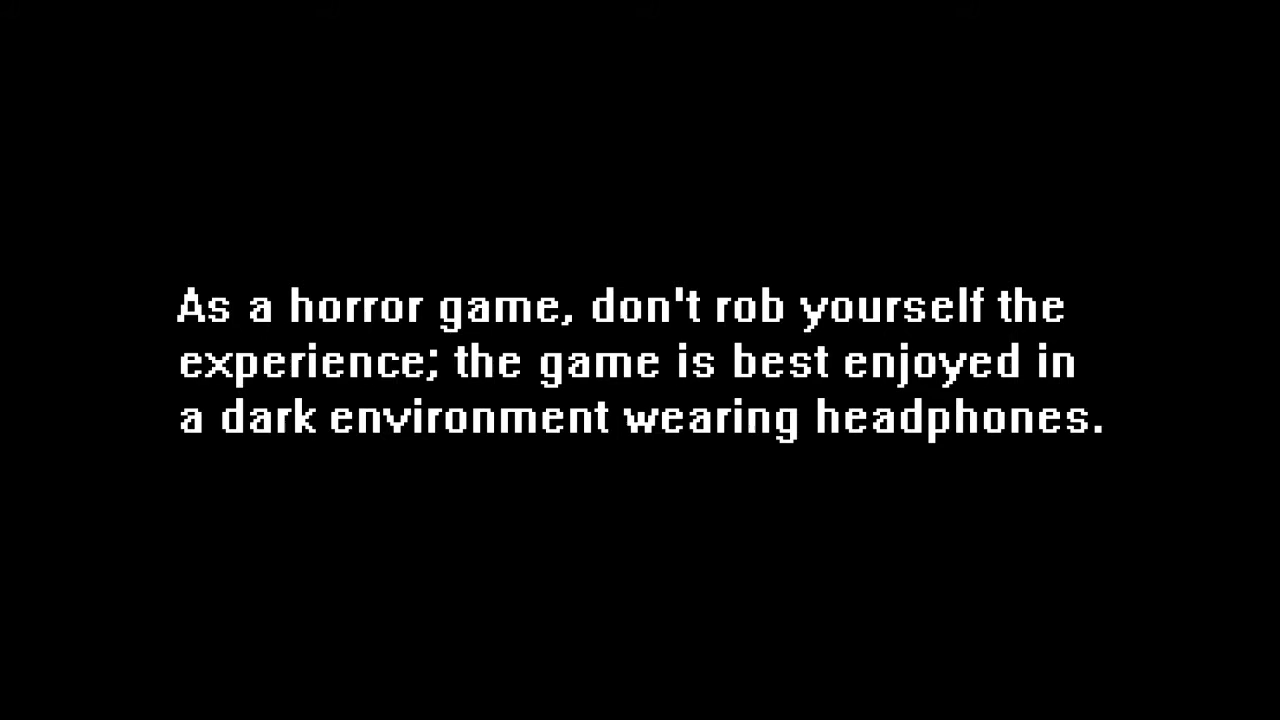 As a horror game, don't rob yourself the
experience; the game is best enjoyed in
a dark environment wearing headphones.